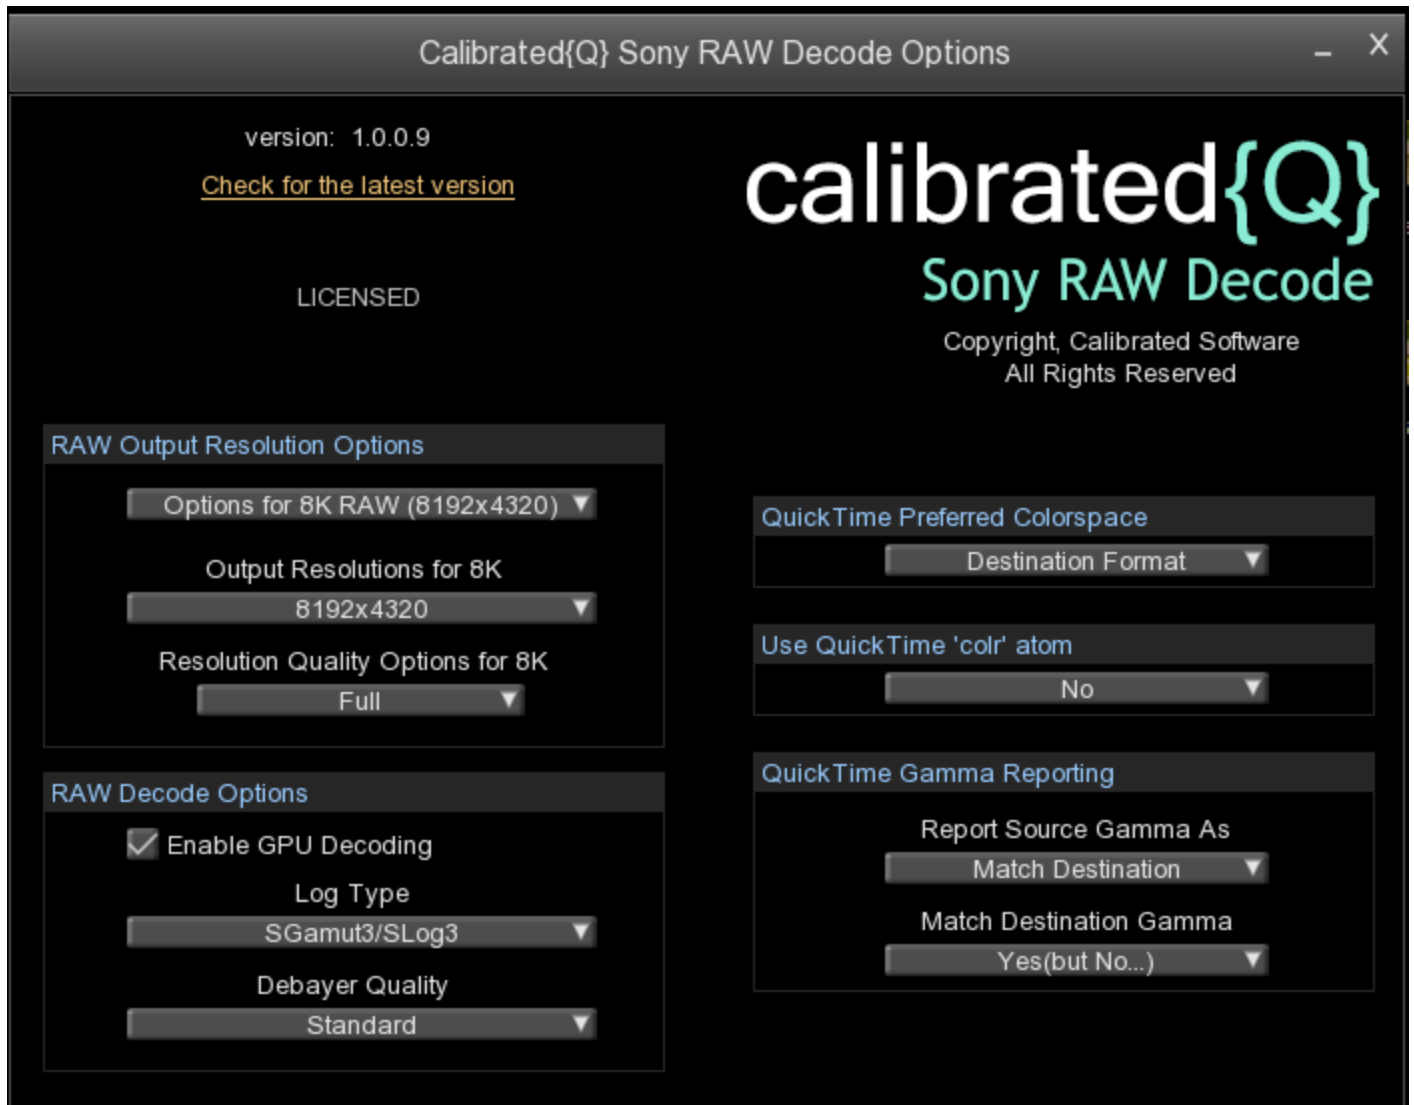 Calibrated{Q} Sony RAW Decode Options
_ X
version: 1.0.0.9
Check for the latest version
LICENSED
calibrated{Q}
Sony RAW Decode
Copyright, Calibrated Software
All Rights Reserved
RAW Output Resolution Options
Options for 8K RAW (8192x4320)
Output Resolutions for 8K
8192x4320
Resolution Quality Options for 8K
Full
RAW Decode Options
Enable GPU Decoding
Log Type
SGamut3/SLog3
Debayer Quality
Standard
QuickTime Preferred Colorspace
Destination Format
Use QuickTime 'colr' atom
No
QuickTime Gamma Reporting
Report Source Gamma As
Match Destination
Match Destination Gamma
Yes(but No...)